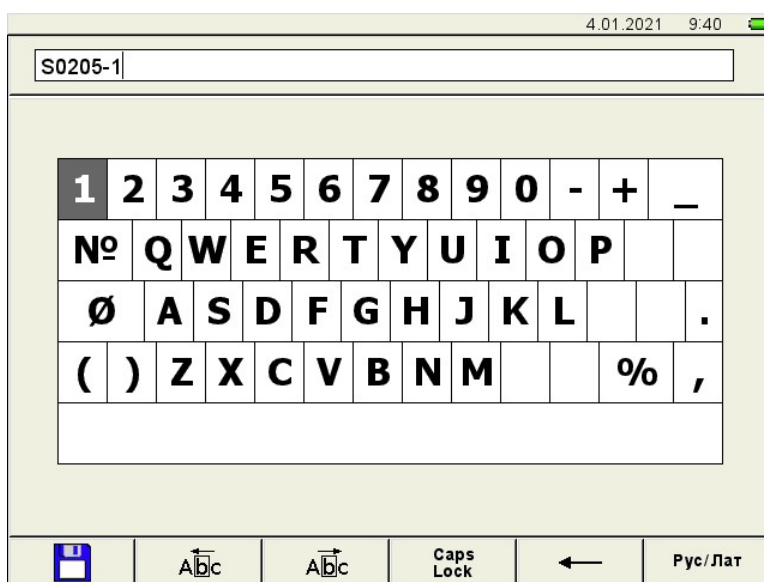 4.01.2021 9:40
S0205-1
1 2 3 4 5 6 7 8 9 0 - + _
№ Q W E R T Y U I O P
Ø A S D F G H J K L .
( ) Z X C V B N M % ,
Abc Abc Caps Lock ← Рус/Лат